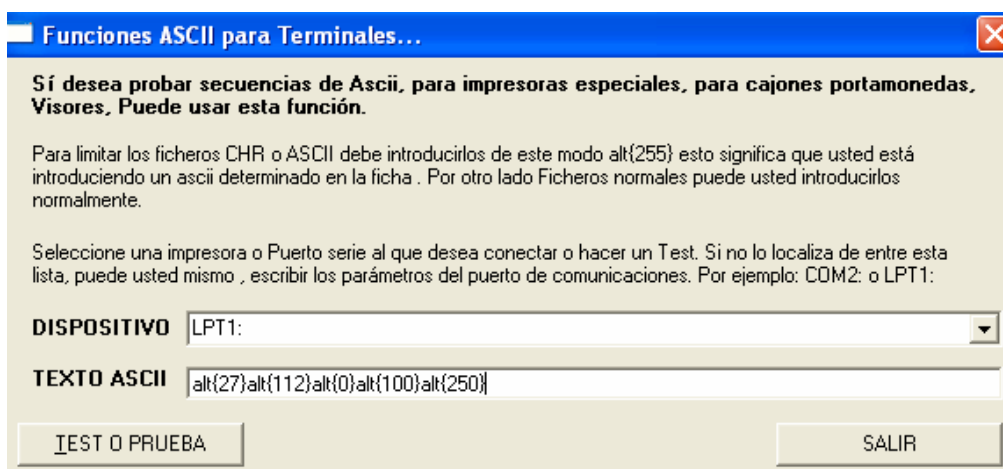 Funciones ASCII para Terminales...
Sí desea probar secuencias de Ascii, para impresoras especiales, para cajones portamonedas,
Visores, Puede usar esta función.
Para limitar los ficheros CHR o ASCII debe introducirlos de este modo alt{255} esto significa que usted está
introduciendo un ascii determinado en la ficha . Por otro lado Ficheros normales puede usted introducirlos
normalmente.
Seleccione una impresora o Puerto serie al que desea conectar o hacer un Test. Si no lo localiza de entre esta
lista, puede usted mismo , escribir los parámetros del puerto de comunicaciones. Por ejemplo: COM2: o LPT1:
DISPOSITIVO LPT1:
TEXTO ASCII alt{27}alt{112}alt{0}alt{100}alt{250}
TEST O PRUEBA SALIR